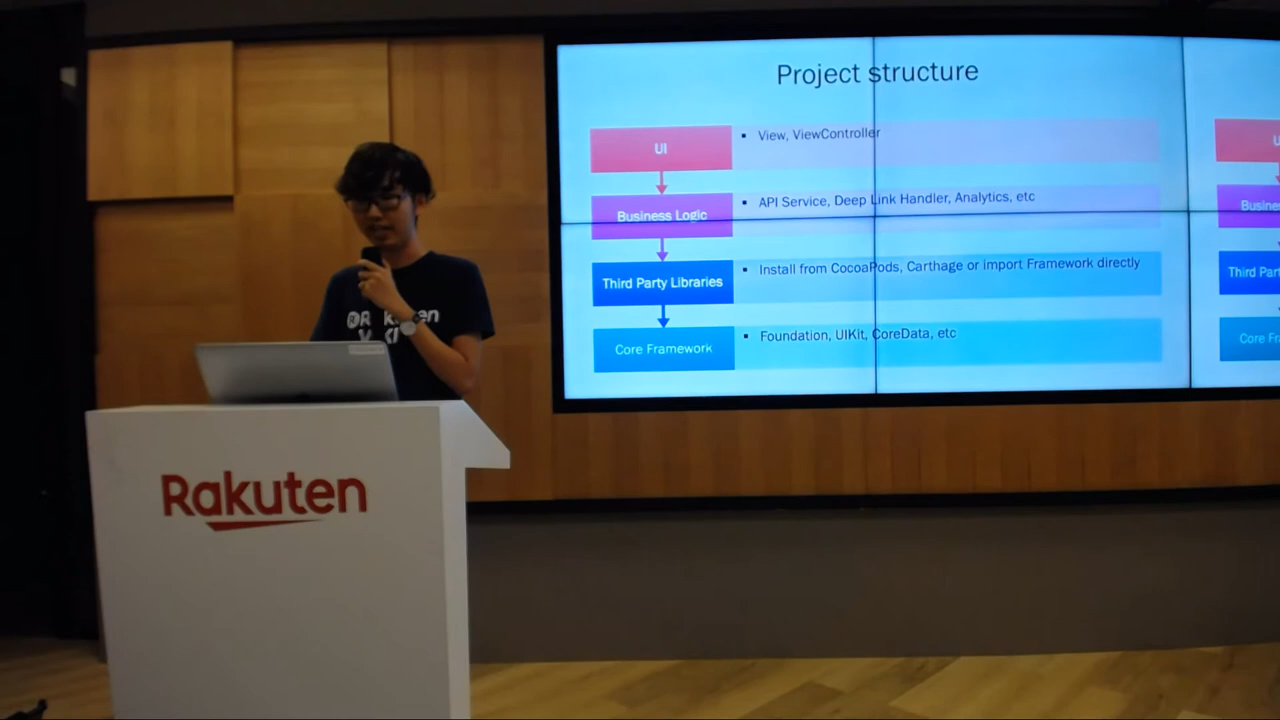 Project structure
UI
▪ View, ViewController
Business Logic
▪ API Service, Deep Link Handler, Analytics, etc
Third Party Libraries
▪ Install from CocoaPods, Carthage or import Framework directly
Core Framework
▪ Foundation, UIKit, CoreData, etc
Rakuten